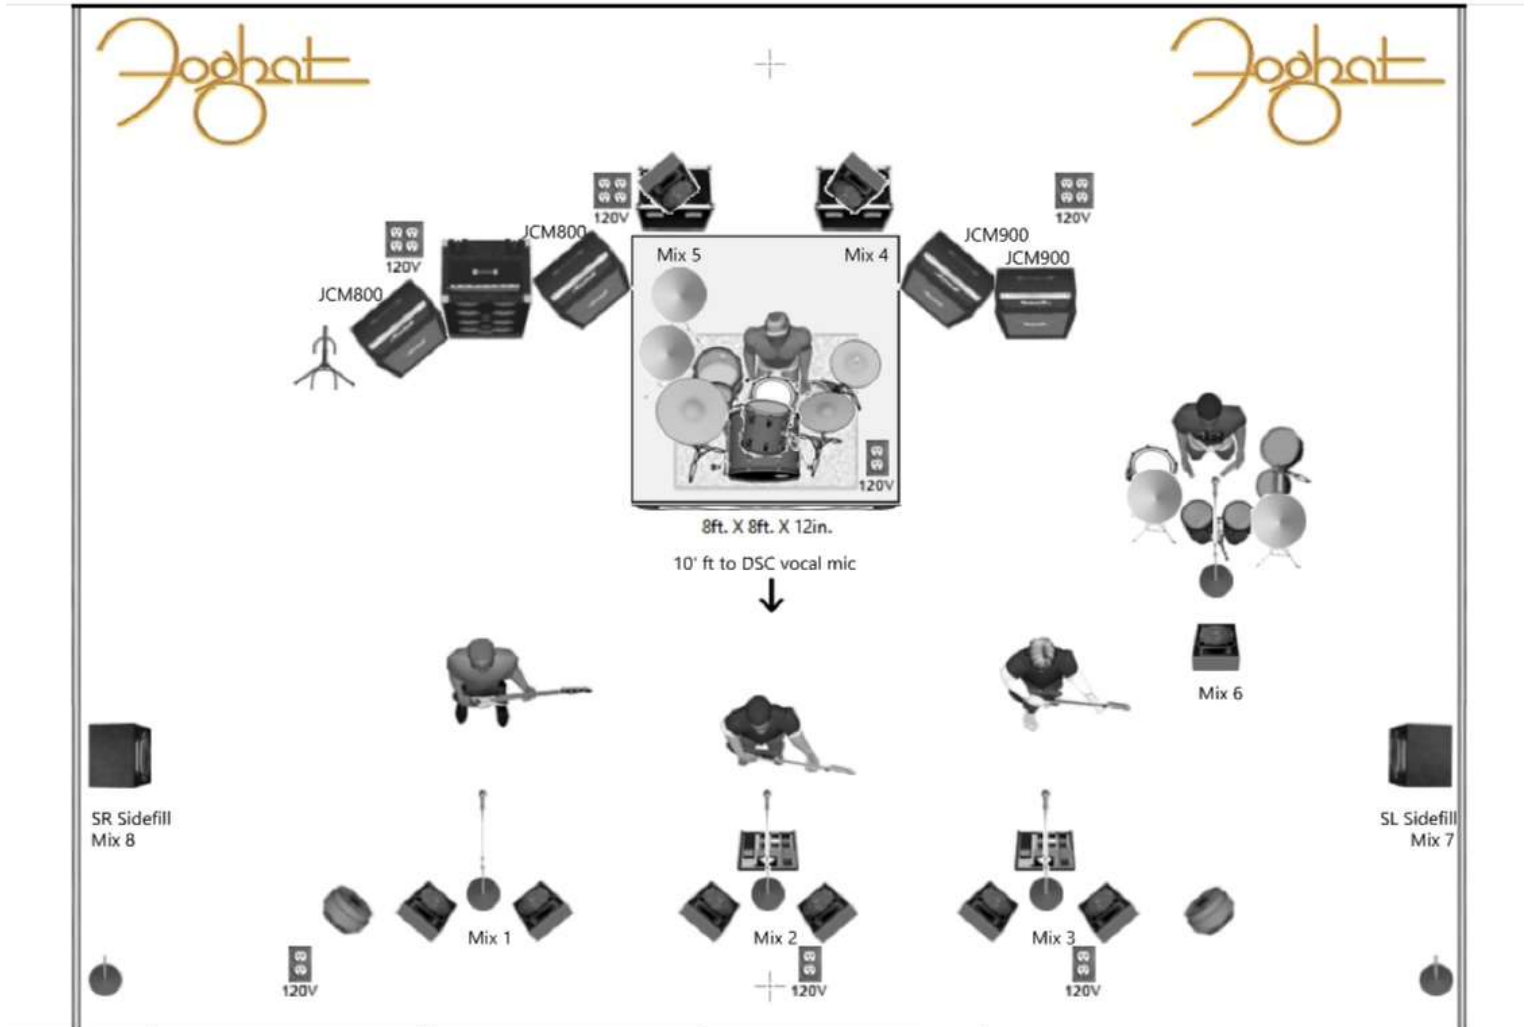 Foghat
Foghat
120V
120V
120V
JCM800
JCM800
JCM900
JCM900
Mix 5
Mix 4
120V
8ft. X 8ft. X 12in.
10' ft to DSC vocal mic
Mix 6
SR Sidefill
Mix 8
SL Sidefill
Mix 7
Mix 1
Mix 2
Mix 3
120V
120V
120V